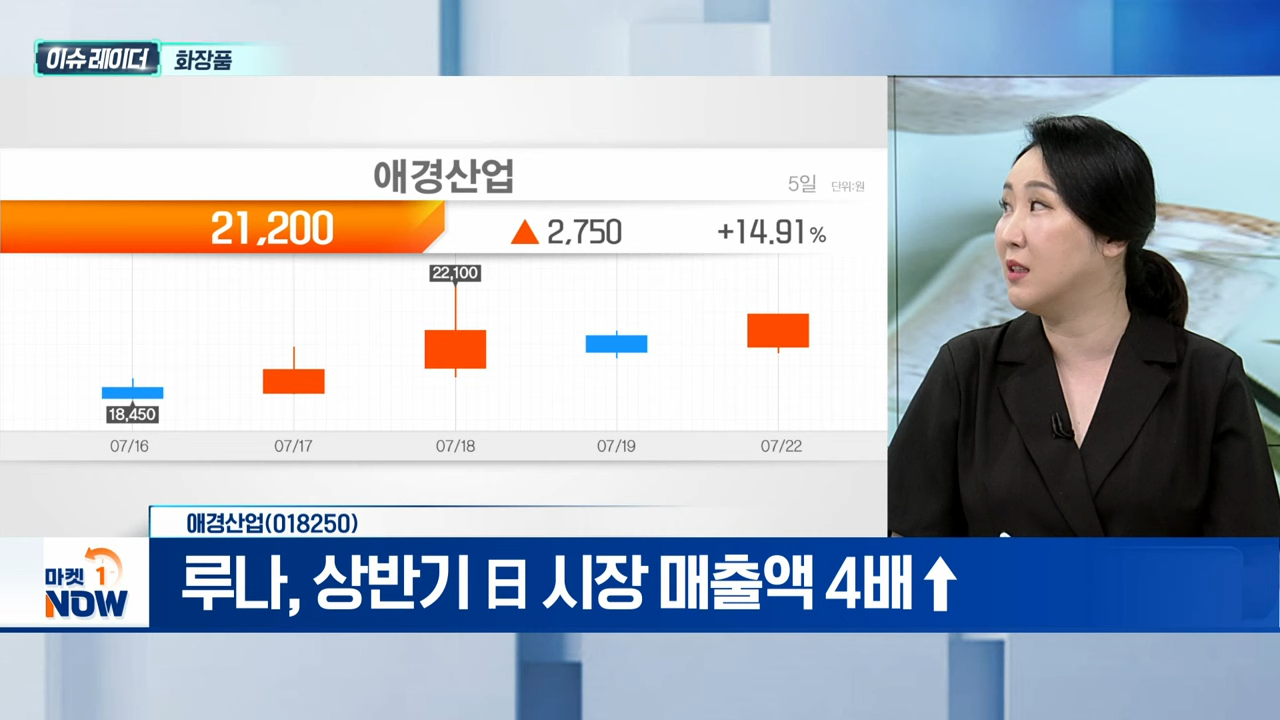 이슈 레이더 화장품
애경산업
5일 단위:원
21,200 ▲ 2,750 +14.91%
22,100
18,450
07/16 07/17 07/18 07/19 07/22
애경산업(018250)
마켓 1
NOW
루나, 상반기 日 시장 매출액 4배↑